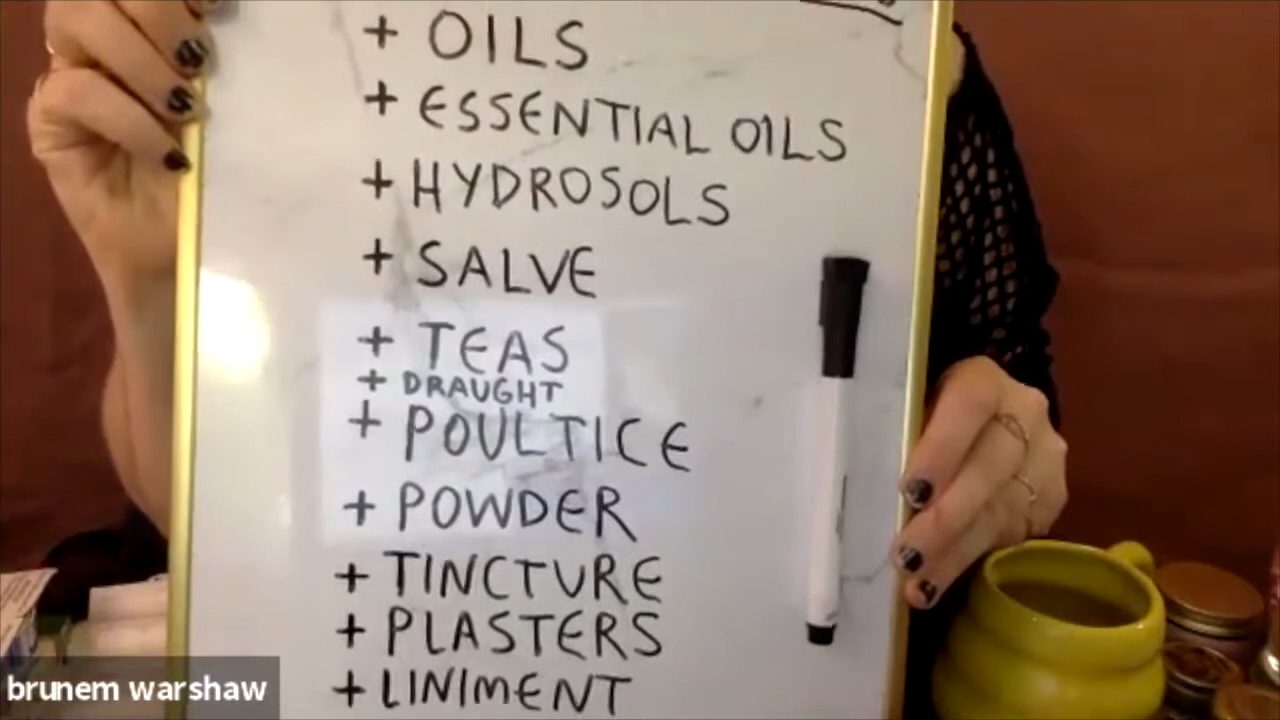 + OILS
+ ESSENTIAL OILS
+ HYDROSOLS
+ SALVE
+ TEAS
+ DRAUGHT
+ POULTICE
+ POWDER
+ TINCTURE
+ PLASTERS
+ LINIMENT
brunem warshaw